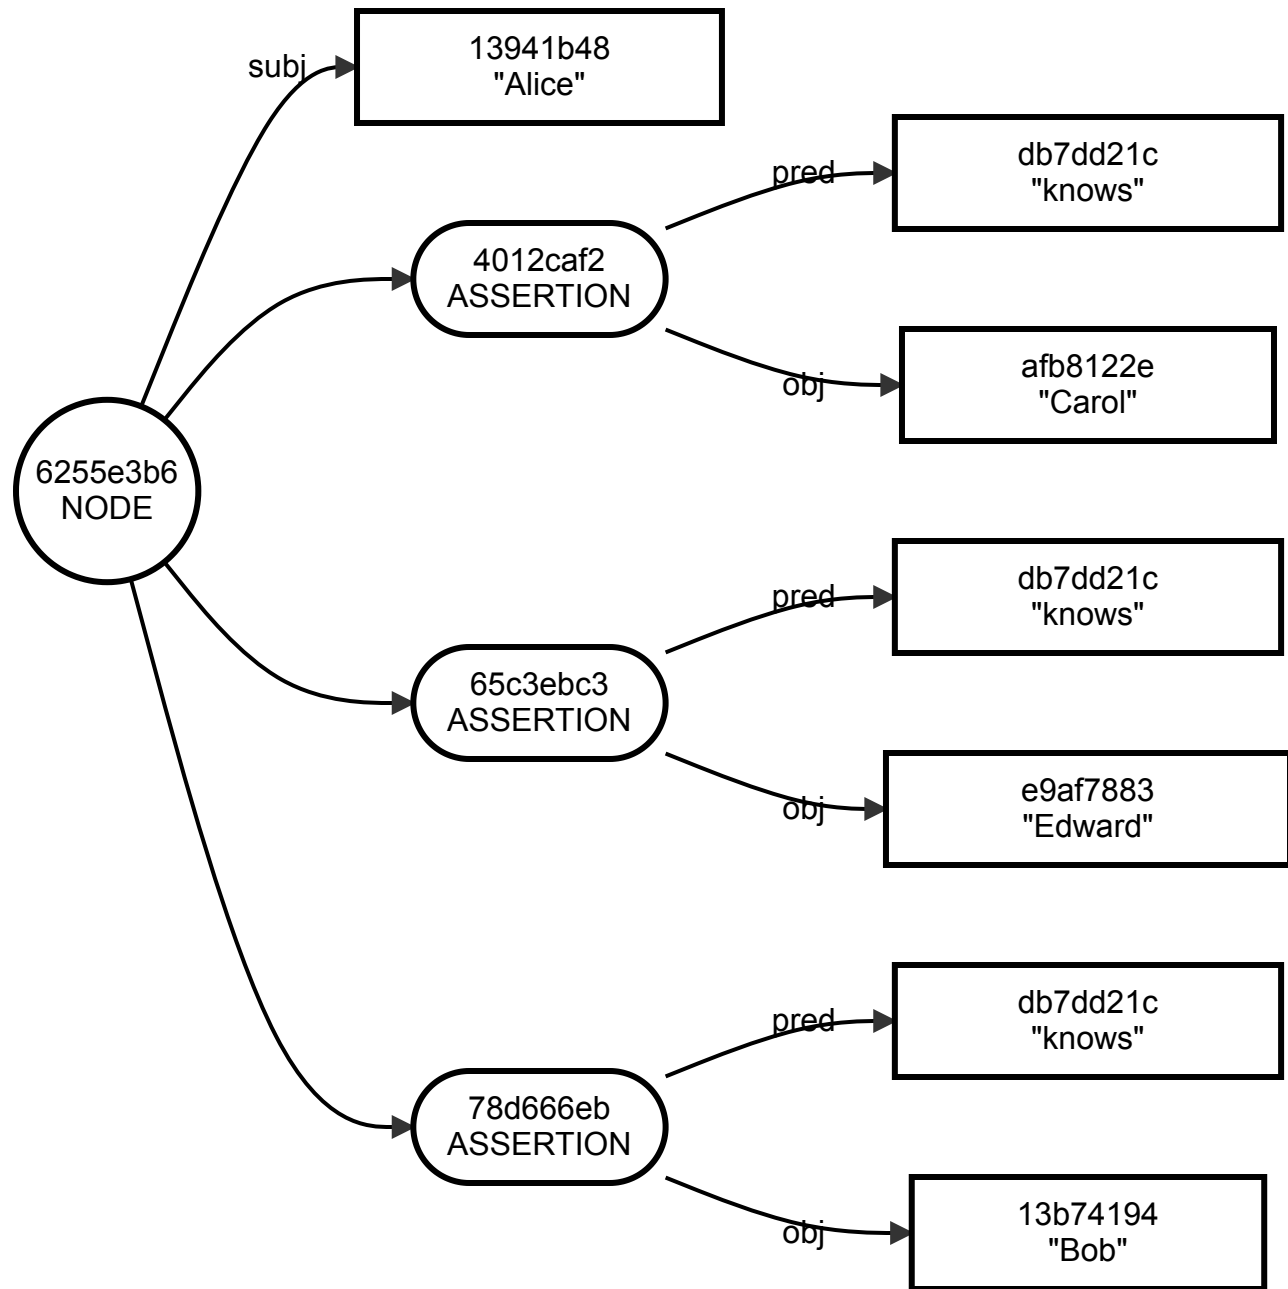 subj
13941b48
"Alice"
pred
db7dd21c
"knows"
4012caf2
ASSERTION
obj
afb8122e
"Carol"
6255e3b6
NODE
pred
db7dd21c
"knows"
65c3ebc3
ASSERTION
obj
e9af7883
"Edward"
pred
db7dd21c
"knows"
78d666eb
ASSERTION
obj
13b74194
"Bob"